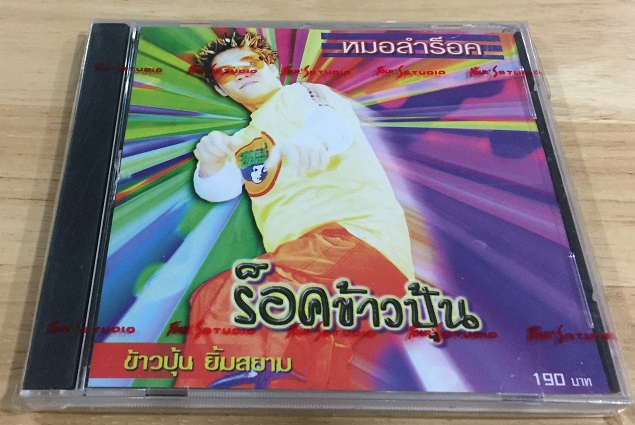 หมอลำร็อค
ร็อคข้าวปุ้น
ข้าวปุ้น ยิ้มสยาม
190 บาท